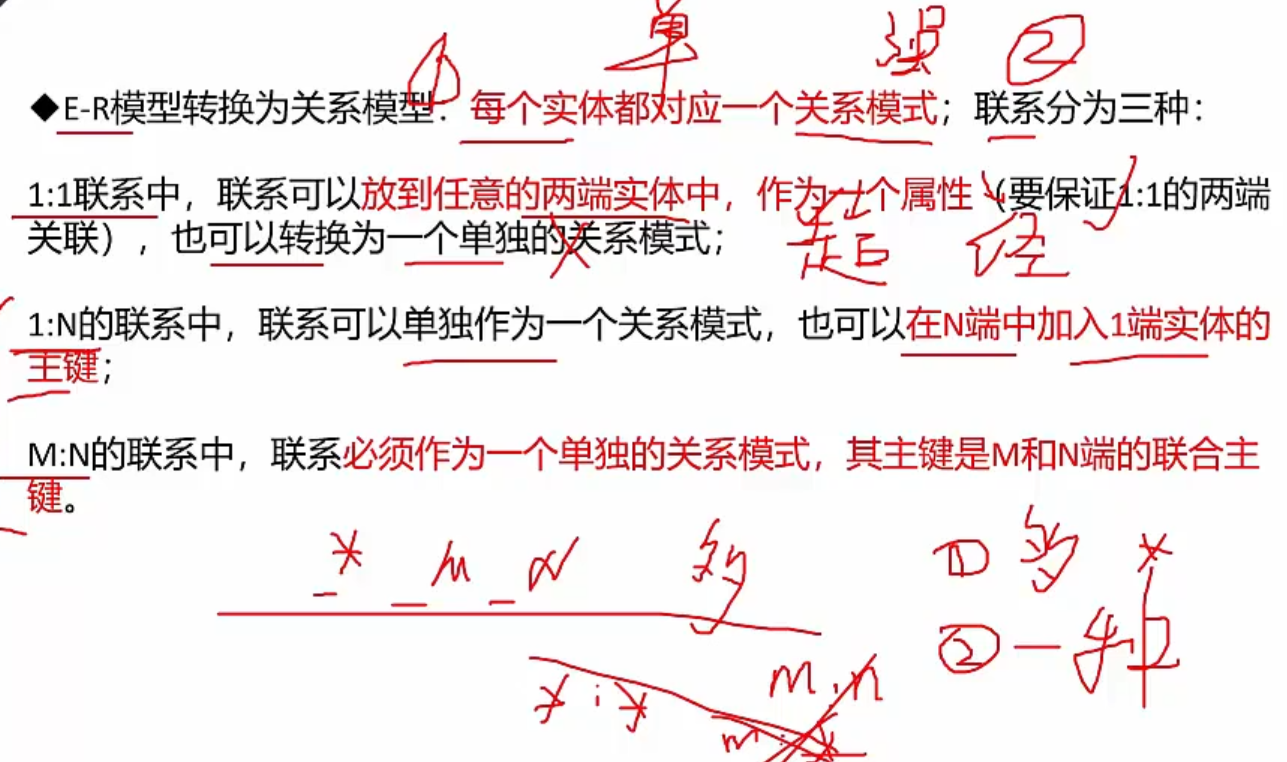 单 强 ②
◆E-R模型转换为关系模型：每个实体都对应一个关系模式；联系分为三种：
1:1联系中，联系可以放到任意的两端实体中，作为一个属性（要保证1:1的两端
关联），也可以转换为一个单独的关系模式；
1:N的联系中，联系可以单独作为一个关系模式，也可以在N端中加入1端实体的
主键；
M:N的联系中，联系必须作为一个单独的关系模式，其主键是M和N端的联合主
键。
* M N 多 ① 多 *
② 一种
* : * M:N